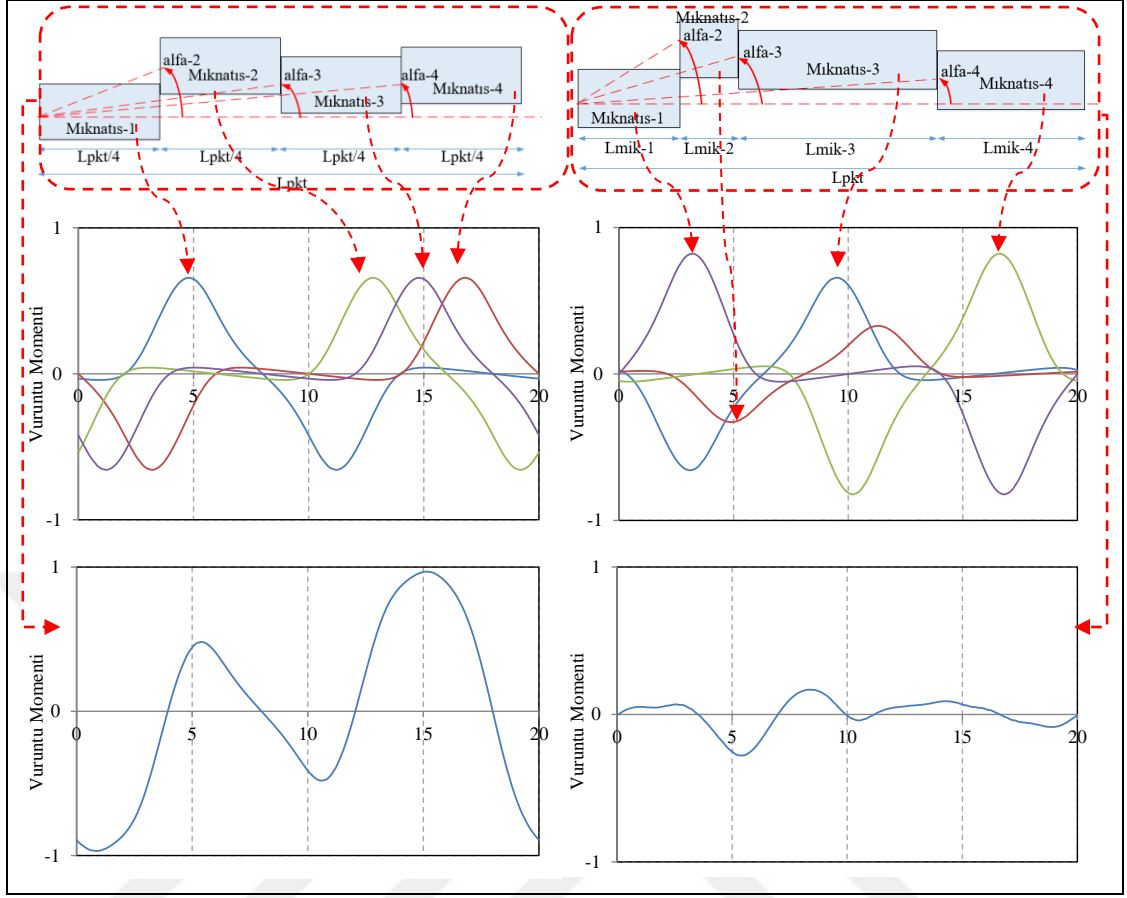 alfa-2
Mıknatıs-2
alfa-3
Mıknatıs-3
alfa-4
Mıknatıs-4
Mıknatıs-1
Lpkt/4
Lpkt/4
Lpkt/4
Lpkt/4
Lpkt
Mıknatıs-2
alfa-2
alfa-3
Mıknatıs-3
alfa-4
Mıknatıs-4
Mıknatıs-1
Lmik-1
Lmik-2
Lmik-3
Lmik-4
Lpkt
Vuruntu Momenti
1
0
-1
0
5
10
15
20
Vuruntu Momenti
1
0
-1
0
5
10
15
20
Vuruntu Momenti
1
0
-1
0
5
10
15
20
Vuruntu Momenti
1
0
-1
0
5
10
15
20